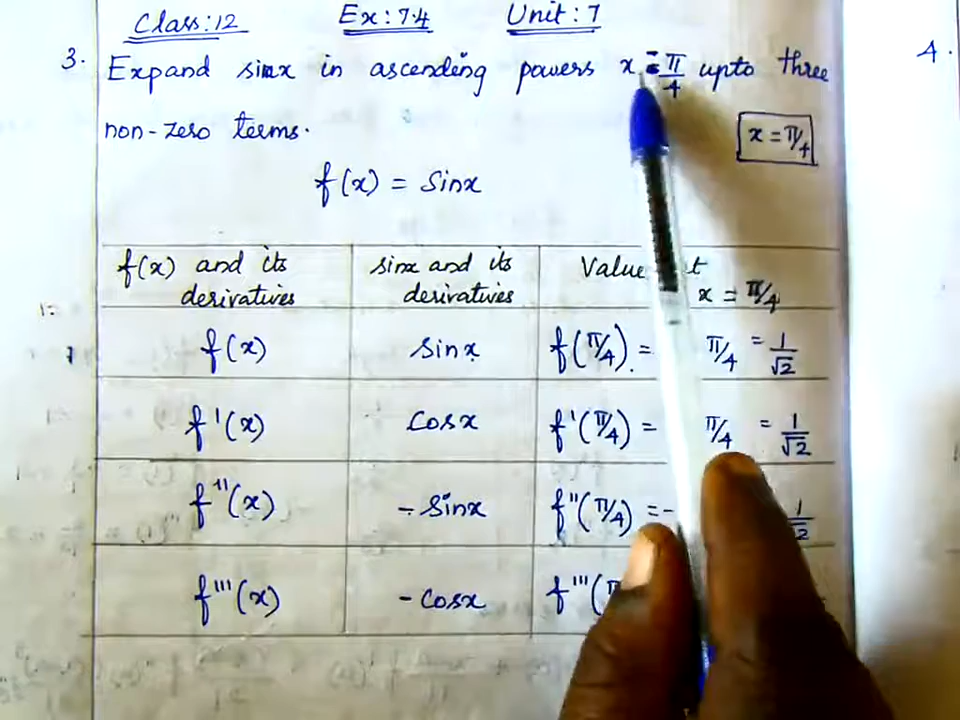 Class:12 Ex: 7.4 Unit: 7
3. Expand sinx in ascending powers x - π/4 upto three 4.
non-zero terms. x = π/4
f(x) = Sinx
f(x) and its derivatives sinx and its derivatives Value x = π/4
f(x) sinx f(π/4) = π/4 = 1/√2
f'(x) cosx f'(π/4) = π/4 = 1/√2
f''(x) - sinx f''(π/4) = - 1/√2
f'''(x) - cosx f'''(